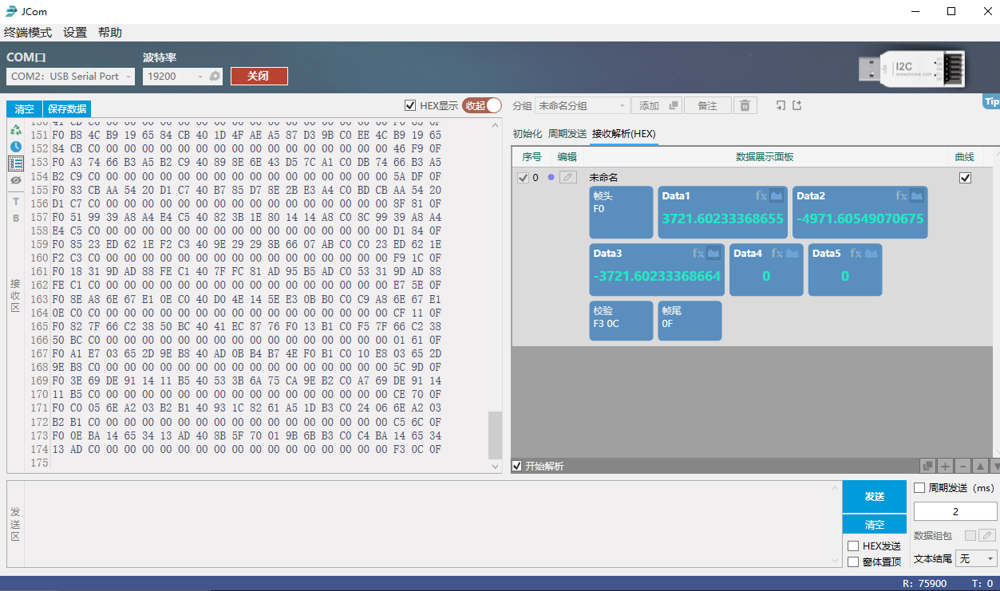 JCom
终端模式 设置 帮助
COM口 波特率
COM2: USB Serial Port 19200 关闭
I2C
清空 保存数据 HEX显示 收起 分组 未命名分组 添加 备注 Tip
初始化 周期发送 接收解析(HEX)
序号 编辑 数据展示面板 曲线
0 未命名
帧头
F0
Data1 fx
3721.60233368655
Data2 fx
-4971.60549070675
Data3 fx
-3721.60233368664
Data4 fx
0
Data5 fx
0
校验
F3 0C
帧尾
0F
开始解析
T
B
接收区
151 F0 B8 4C B9 19 65 84 CB 40 1D 4F AE A5 87 D3 9B C0 EE 4C B9 19 65
152 84 CB C0 00 00 00 00 00 00 00 00 00 00 00 00 00 00 00 00 46 F9 0F
153 F0 A3 74 66 B3 A5 B2 C9 40 89 8E 6E 43 D5 7C A1 C0 DB 74 66 B3 A5
154 B2 C9 C0 00 00 00 00 00 00 00 00 00 00 00 00 00 00 00 00 5A DF 0F
155 F0 83 CB AA 54 20 D1 C7 40 B7 85 D7 8E 2B E3 A4 C0 BD CB AA 54 20
156 D1 C7 C0 00 00 00 00 00 00 00 00 00 00 00 00 00 00 00 00 8F 81 0F
157 F0 51 99 39 A8 A4 E4 C5 40 82 3B 1E 80 14 14 A8 C0 8C 99 39 A8 A4
158 E4 C5 C0 00 00 00 00 00 00 00 00 00 00 00 00 00 00 00 00 D1 84 0F
159 F0 85 23 ED 62 1E F2 C3 40 9E 29 29 8B 66 07 AB C0 C0 23 ED 62 1E
160 F2 C3 C0 00 00 00 00 00 00 00 00 00 00 00 00 00 00 00 00 F9 1C 0F
161 F0 18 31 9D AD 88 FE C1 40 7F FC 81 AD 95 B5 AD C0 53 31 9D AD 88
162 FE C1 C0 00 00 00 00 00 00 00 00 00 00 00 00 00 00 00 00 E7 5E 0F
163 F0 8E A8 6E 67 E1 0E C0 40 D0 4E 14 5E E3 0B B0 C0 C9 A8 6E 67 E1
164 0E C0 C0 00 00 00 00 00 00 00 00 00 00 00 00 00 00 00 00 CF 11 0F
165 F0 82 7F 66 C2 38 50 BC 40 41 EC 87 76 F0 13 B1 C0 F5 7F 66 C2 38
166 50 BC C0 00 00 00 00 00 00 00 00 00 00 00 00 00 00 00 00 01 61 0F
167 F0 A1 E7 03 65 2D 9E B8 40 AD 0B B4 B7 4E F0 B1 C0 10 E8 03 65 2D
168 9E B8 C0 00 00 00 00 00 00 00 00 00 00 00 00 00 00 00 00 5C 9D 0F
169 F0 3E 69 DE 91 14 11 B5 40 53 3B 6A 75 CA 9E B2 C0 A7 69 DE 91 14
170 11 B5 C0 00 00 00 00 00 00 00 00 00 00 00 00 00 00 00 00 CE 70 0F
171 F0 C0 05 6E A2 03 B2 B1 40 93 1C 82 61 A5 1D B3 C0 24 06 6E A2 03
172 B2 B1 C0 00 00 00 00 00 00 00 00 00 00 00 00 00 00 00 00 C5 6C 0F
173 F0 0E BA 14 65 34 13 AD 40 8B 5F 70 01 9B 6B B3 C0 C4 BA 14 65 34
174 13 AD C0 00 00 00 00 00 00 00 00 00 00 00 00 00 00 00 00 F3 0C 0F
175
发送区
发送
清空
HEX发送
窗体置顶
周期发送 (ms)
2
数据组包
文本结尾 无
R: 75900 T: 0